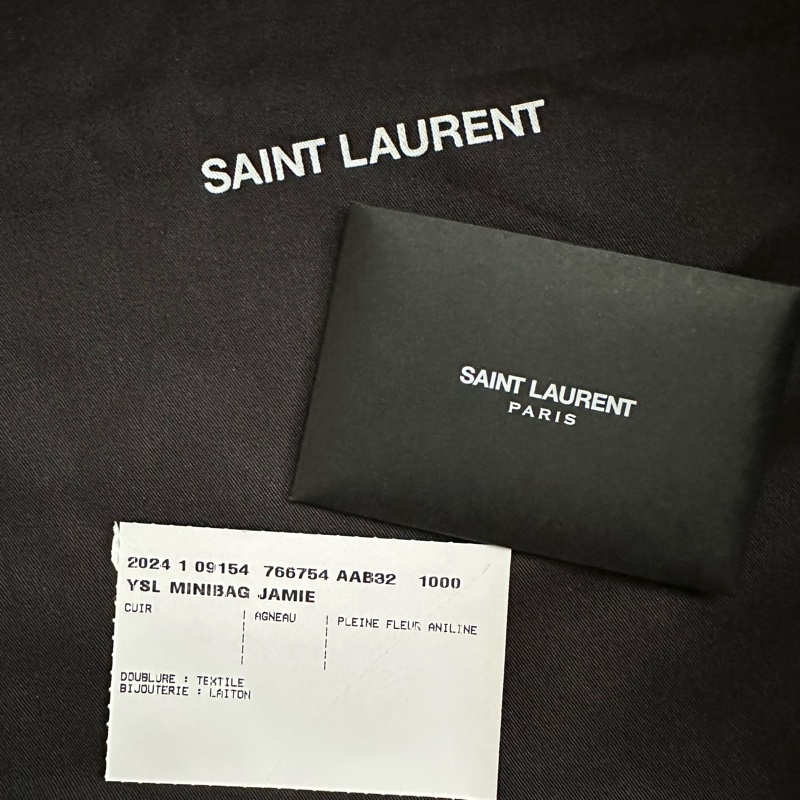 SAINT LAURENT
SAINT LAURENT
PARIS
2024 1 09154 766754 AAB32 1000
YSL MINIBAG JAMIE
CUIR | AGNEAU | PLEINE FLEUR ANILINE
DOUBLURE : TEXTILE
BIJOUTERIE : LAITON